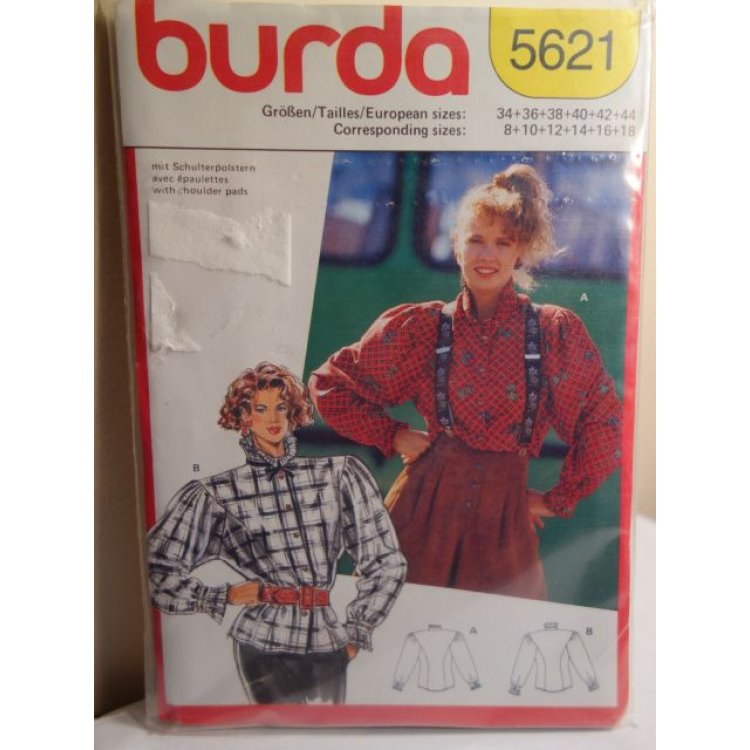 burda
5621
Größen/Tailles/European sizes: 34+36+38+40+42+44
Corresponding sizes: 8+10+12+14+16+18
mit Schulterpolstern
avec épaulettes
with shoulder pads
A
B
A
B